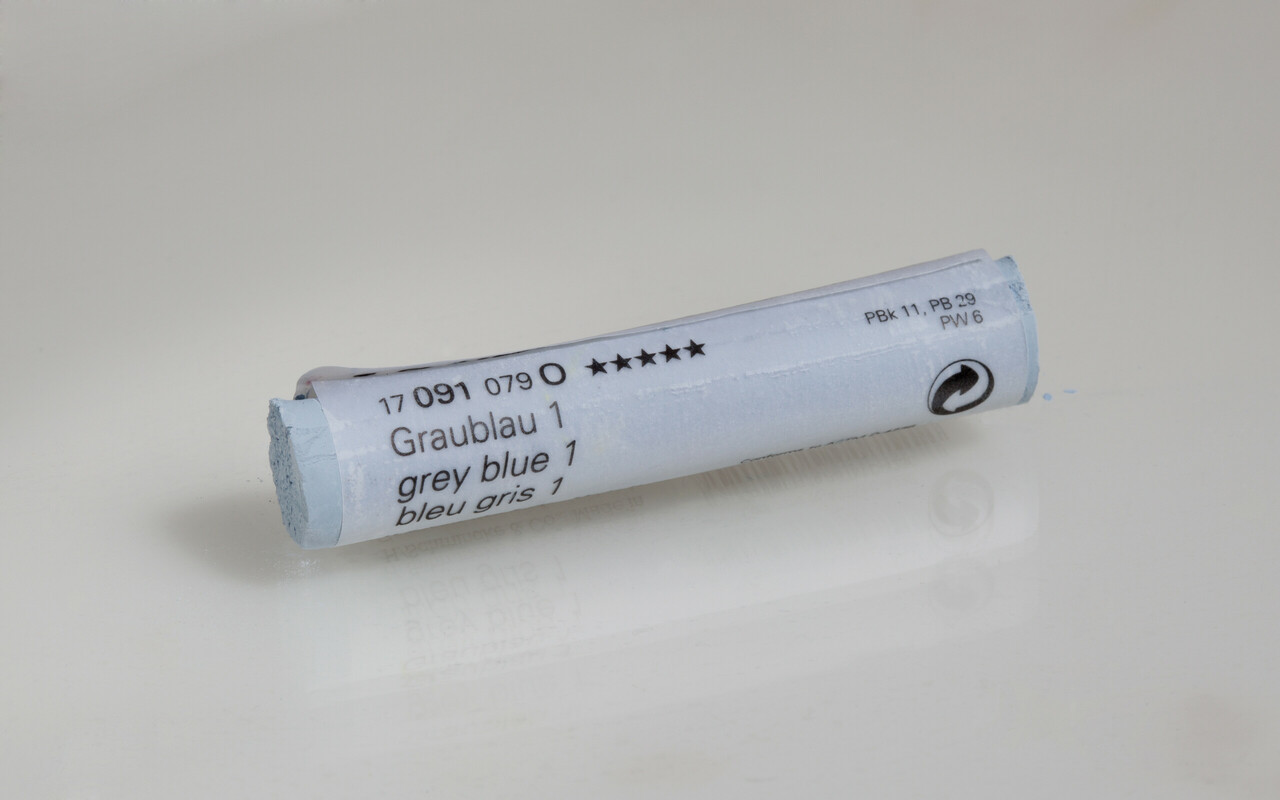 17 091 079 O ★★★★★
Graublau 1
grey blue 1
bleu gris 1
PBk 11, PB 29
PW 6